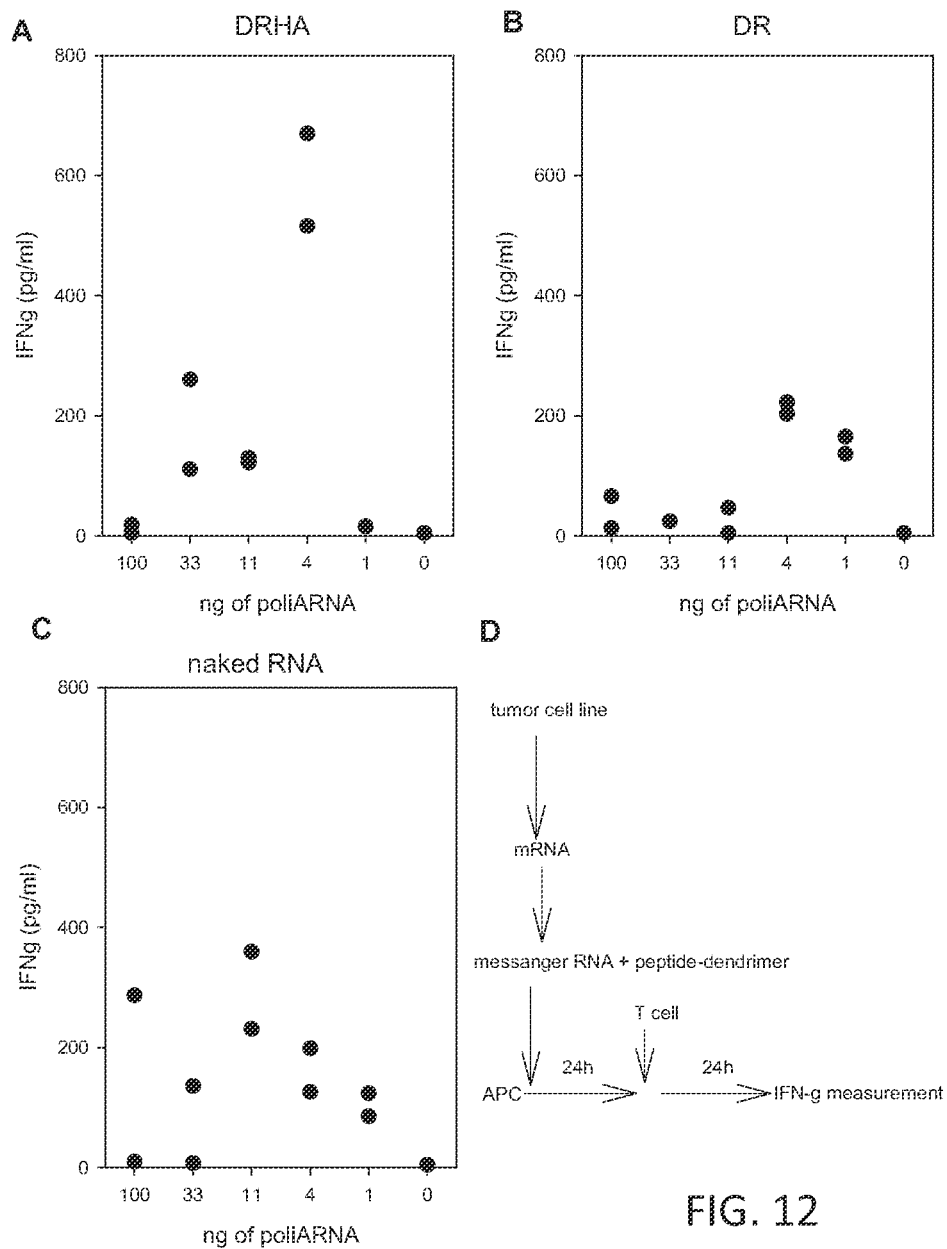 A
DRHA
800
600
400
200
0
IFNg (pg/ml)
100 33 11 4 1 0
ng of poliARNA
B
DR
800
600
400
200
0
IFNg (pg/ml)
100 33 11 4 1 0
ng of poliARNA
C
naked RNA
800
600
400
200
0
IFNg (pg/ml)
100 33 11 4 1 0
ng of poliARNA
D
tumor cell line
mRNA
messanger RNA + peptide-dendrimer
T cell
24h 24h
APC IFN-g measurement
FIG. 12